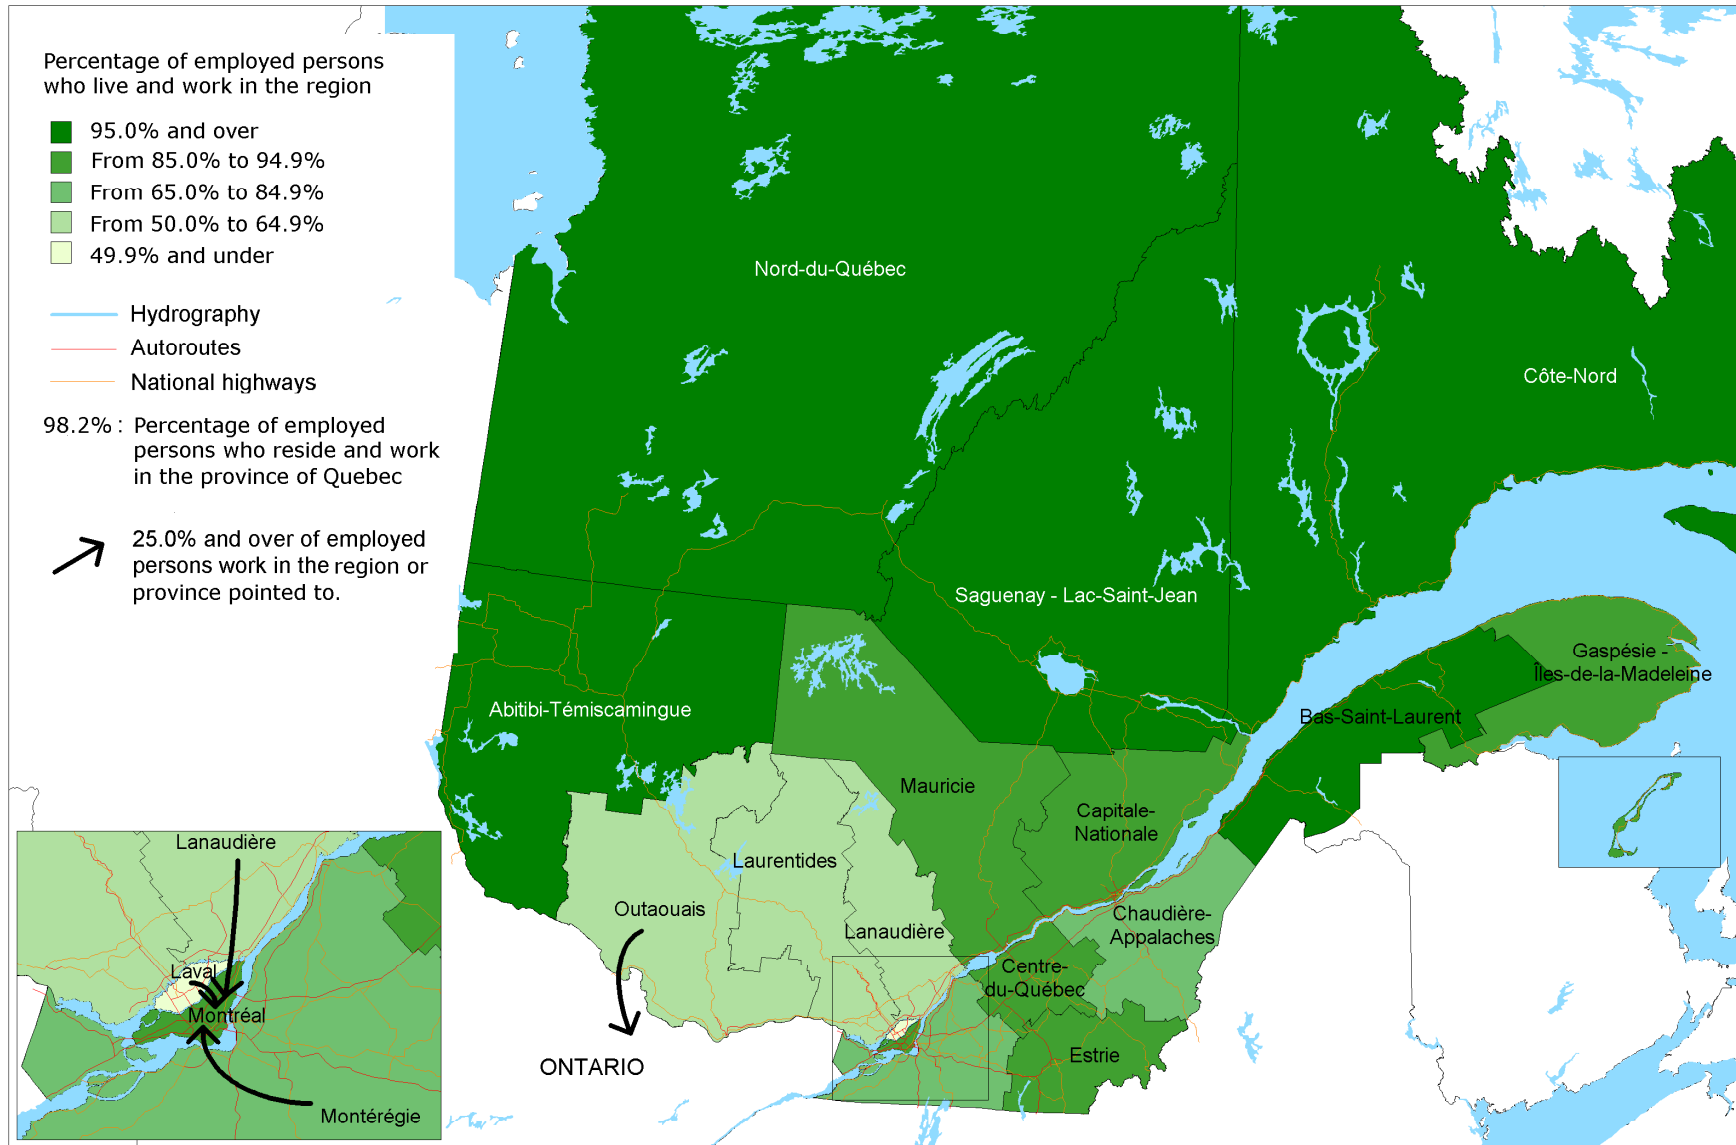 Percentage of employed persons
who live and work in the region
95.0% and over
From 85.0% to 94.9%
From 65.0% to 84.9%
From 50.0% to 64.9%
49.9% and under
Hydrography
Autoroutes
National highways
98.2% : Percentage of employed
persons who reside and work
in the province of Quebec
25.0% and over of employed
persons work in the region or
province pointed to.
Nord-du-Québec
Côte-Nord
Saguenay - Lac-Saint-Jean
Gaspésie -
Îles-de-la-Madeleine
Abitibi-Témiscamingue
Bas-Saint-Laurent
Mauricie
Capitale-
Nationale
Laurentides
Outaouais
Lanaudière
Chaudière-
Appalaches
Centre-
du-Québec
Estrie
ONTARIO
Lanaudière
Laval
Montréal
Montérégie